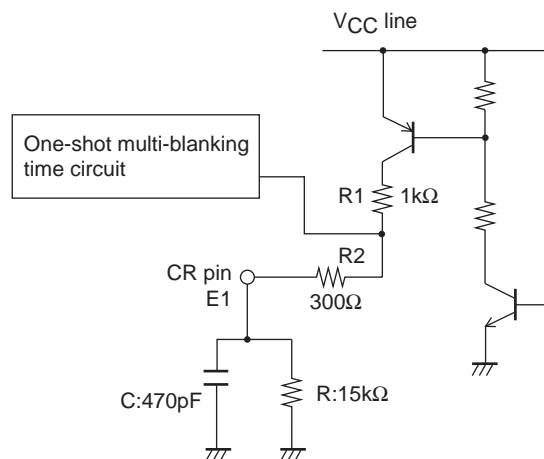 VCC line
One-shot multi-blanking
time circuit
R1 1kΩ
R2
CR pin
E1
300Ω
C:470pF
R:15kΩ